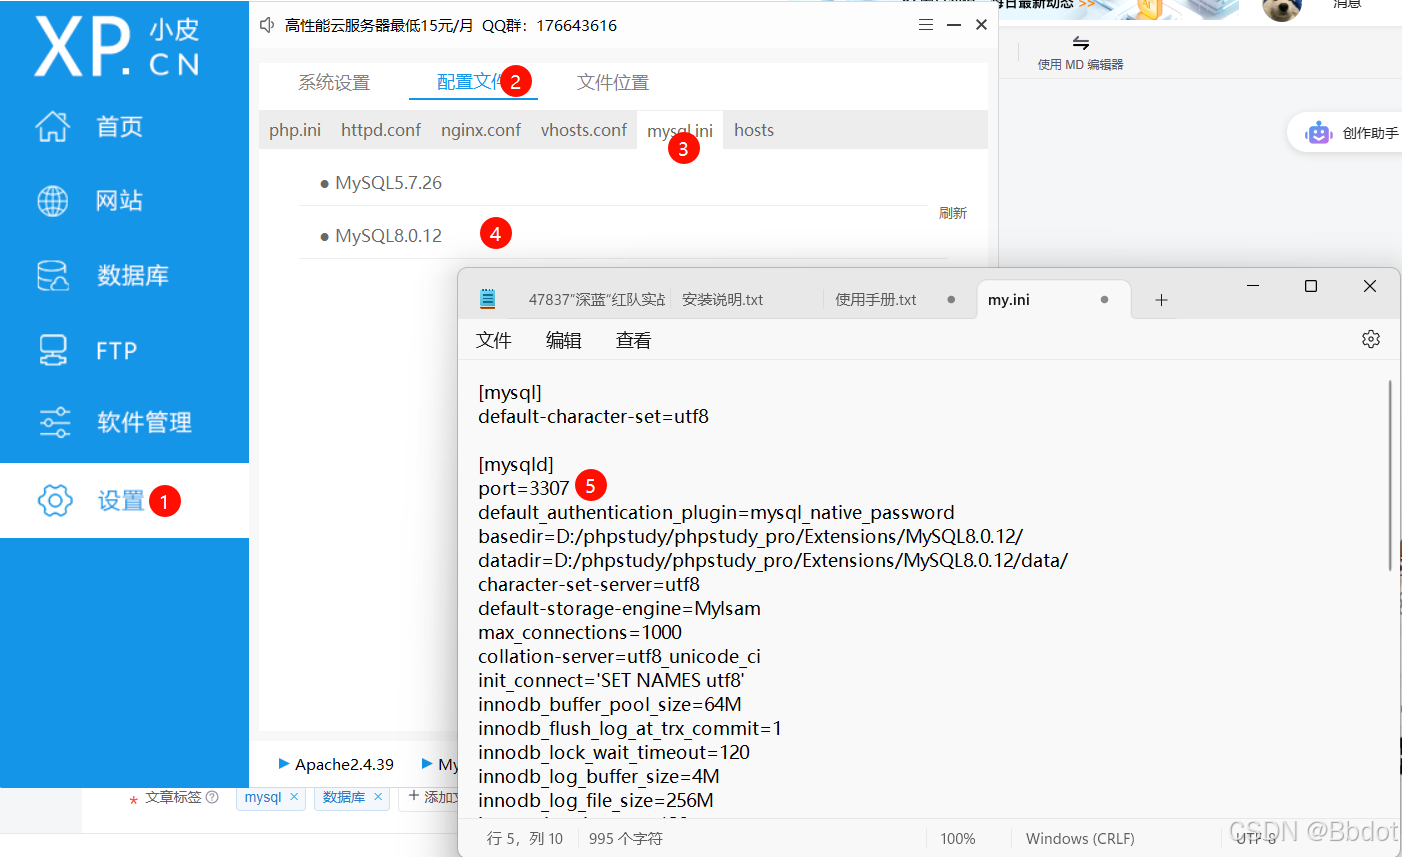 XP.CN 小皮
首页
网站
数据库
FTP
软件管理
设置 1
高性能云服务器最低15元/月 QQ群：176643616
系统设置 配置文件 2 文件位置
php.ini httpd.conf nginx.conf vhosts.conf mysql.ini hosts
3
● MySQL5.7.26
刷新
● MySQL8.0.12 4
▶ Apache2.4.39 ▶ My
* 文章标签 ? mysql × 数据库 × + 添加文
每日最新动态 >>
消息
使用 MD 编辑器
创作助手
47837"深蓝"红队实战 安装说明.txt 使用手册.txt ● my.ini ● +
文件 编辑 查看
[mysql]
default-character-set=utf8
[mysqld]
port=3307 5
default_authentication_plugin=mysql_native_password
basedir=D:/phpstudy/phpstudy_pro/Extensions/MySQL8.0.12/
datadir=D:/phpstudy/phpstudy_pro/Extensions/MySQL8.0.12/data/
character-set-server=utf8
default-storage-engine=MyIsam
max_connections=1000
collation-server=utf8_unicode_ci
init_connect='SET NAMES utf8'
innodb_buffer_pool_size=64M
innodb_flush_log_at_trx_commit=1
innodb_lock_wait_timeout=120
innodb_log_buffer_size=4M
innodb_log_file_size=256M
行 5，列 10 995 个字符 100% Windows (CRLF) UTF-8
CSDN @Bbdot